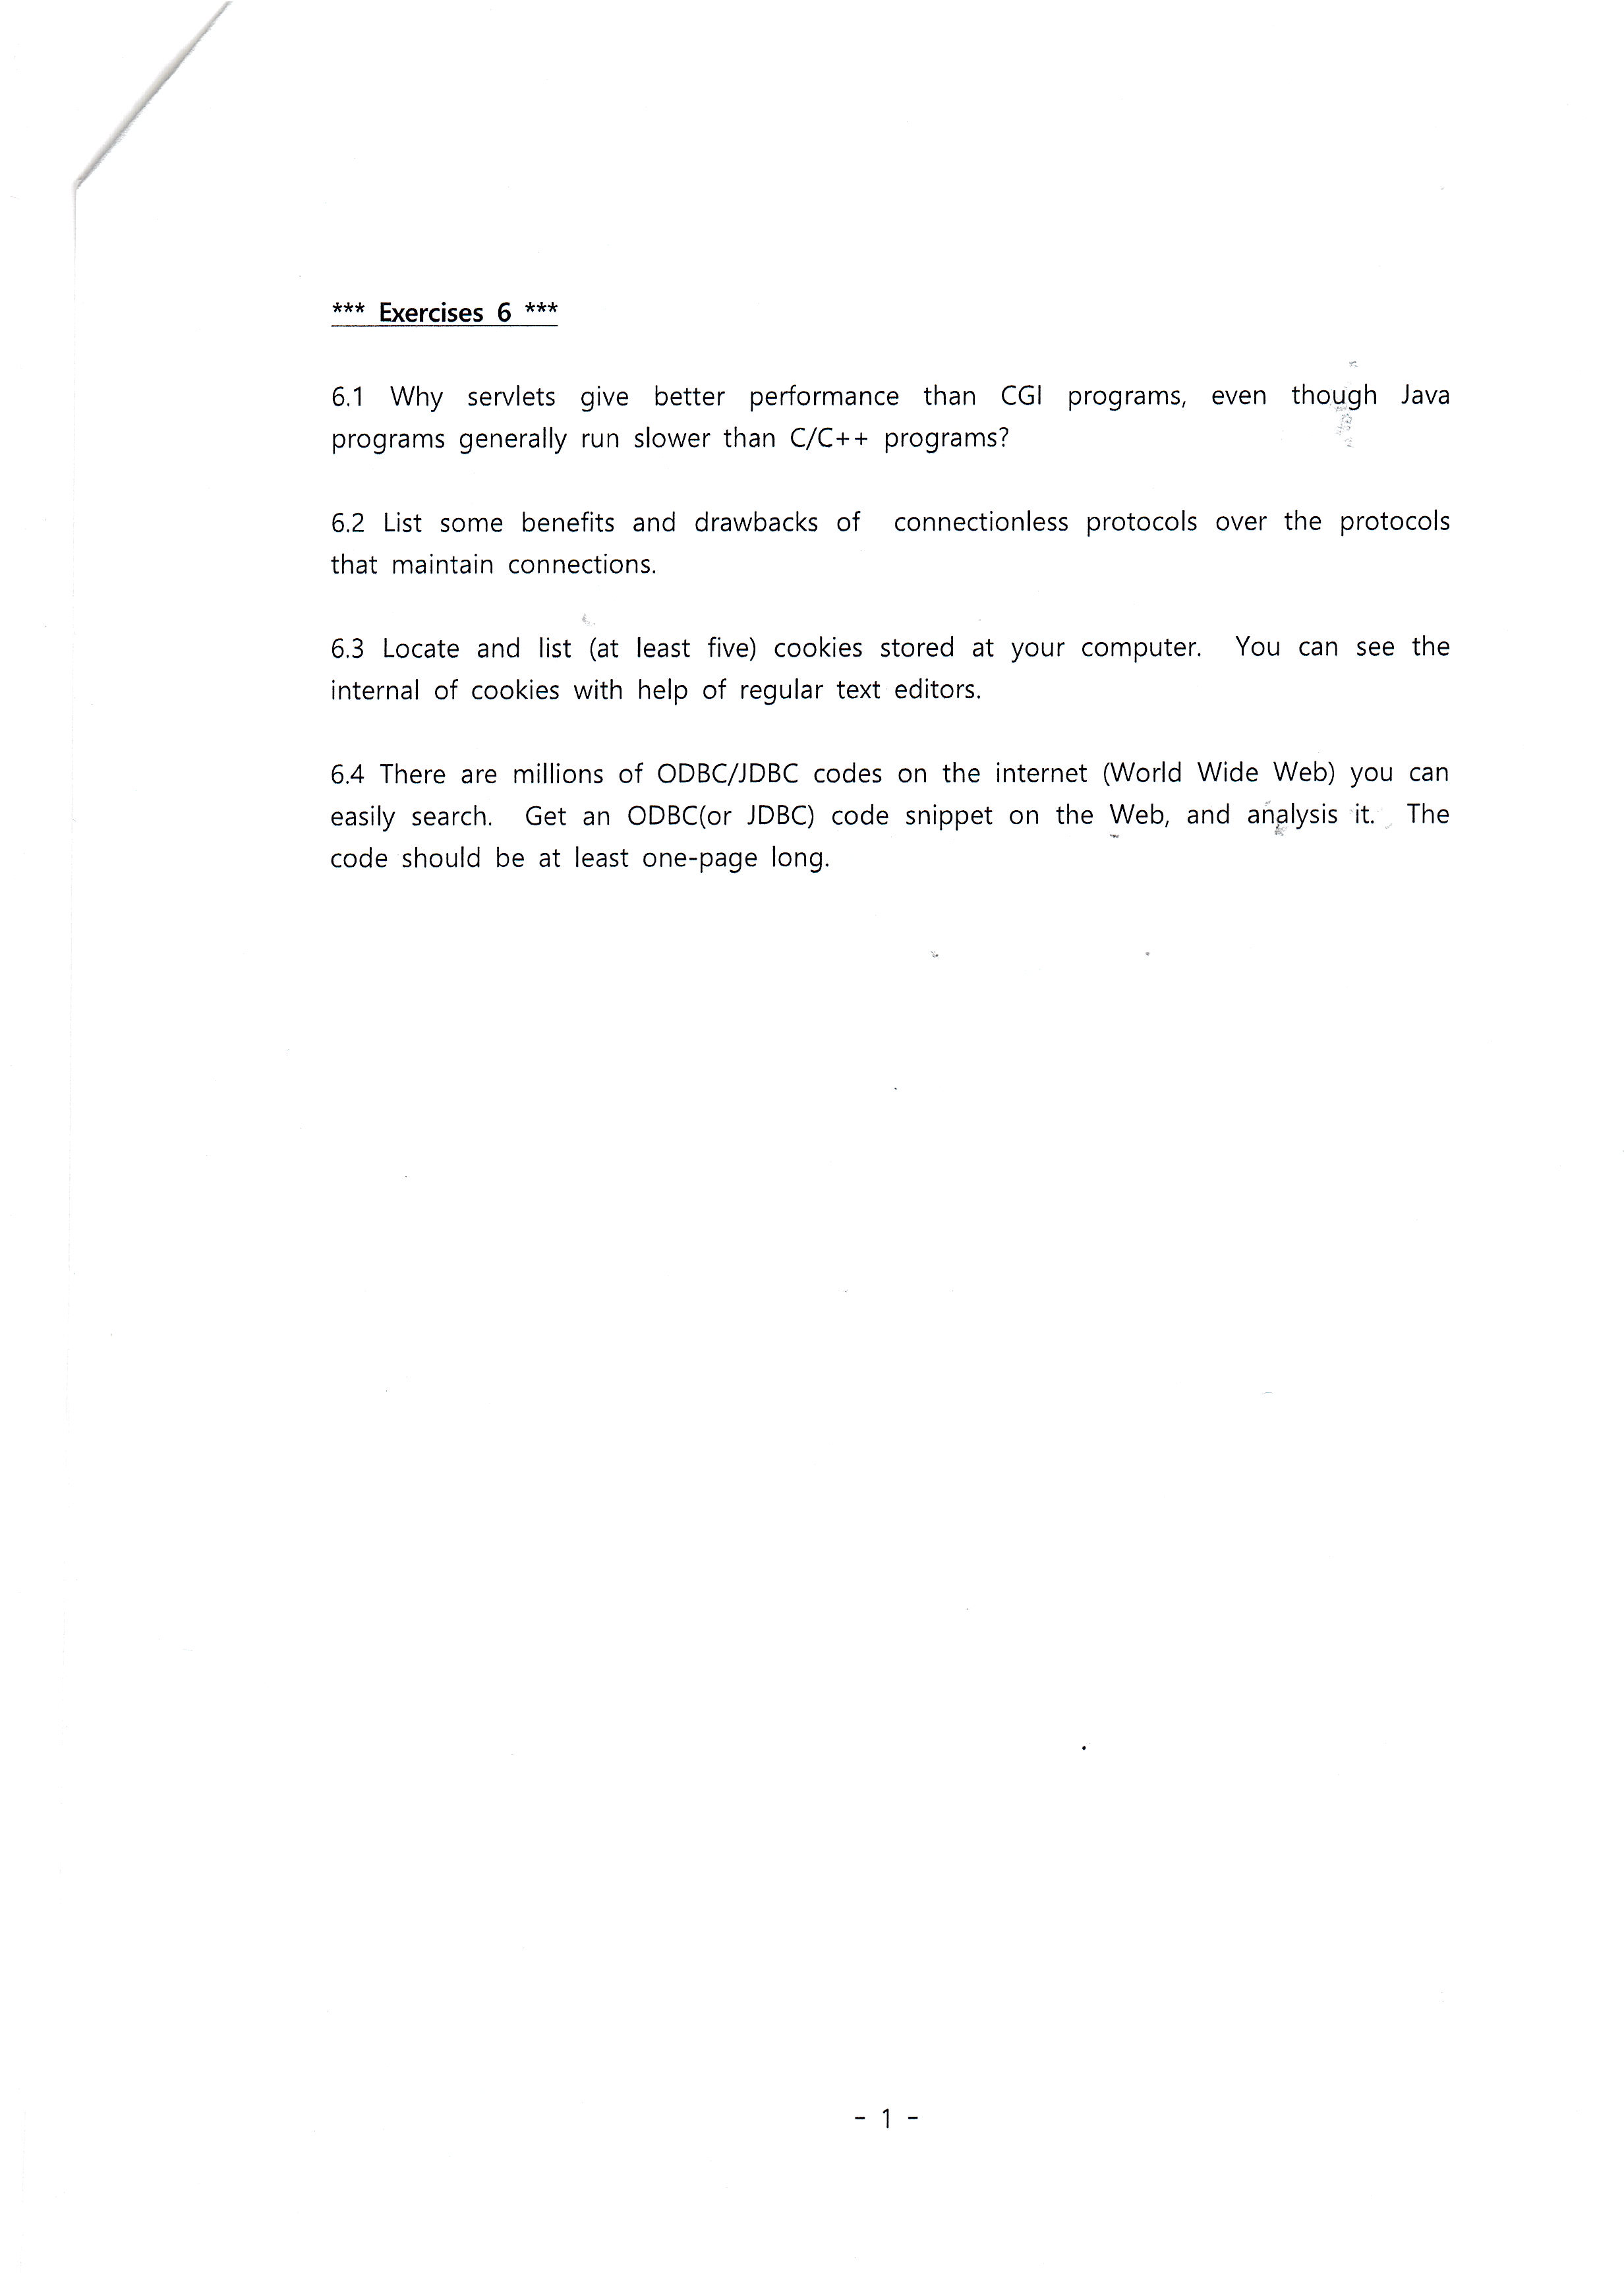 *** Exercises 6 ***
6.1 Why servlets give better performance than CGI programs, even though Java
programs generally run slower than C/C++ programs?
6.2 List some benefits and drawbacks of connectionless protocols over the protocols
that maintain connections.
6.3 Locate and list (at least five) cookies stored at your computer. You can see the
internal of cookies with help of regular text editors.
6.4 There are millions of ODBC/JDBC codes on the internet (World Wide Web) you can
easily search. Get an ODBC(or JDBC) code snippet on the Web, and analysis it. The
code should be at least one-page long.
- 1 -